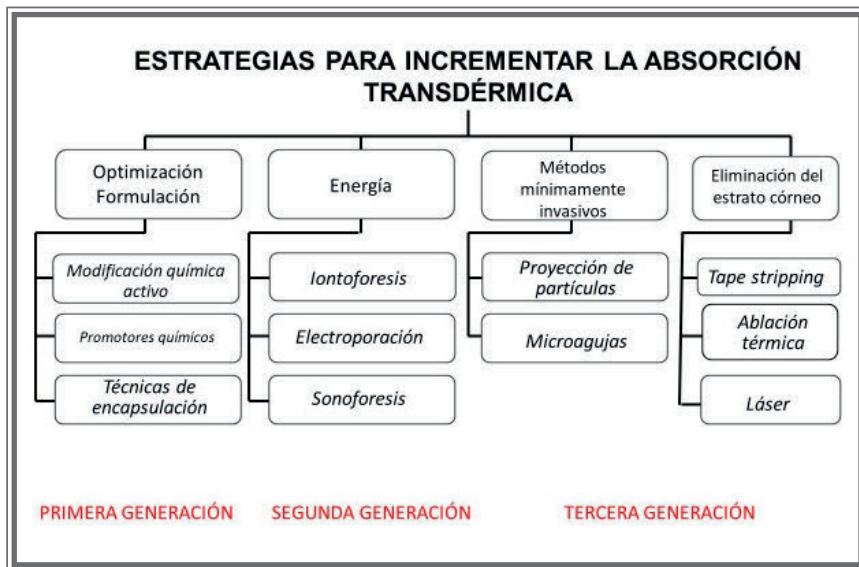 ESTRATEGIAS PARA INCREMENTAR LA ABSORCIÓN
TRANSDÉRMICA
Optimización
Formulación
Modificación química
activo
Promotores químicos
Técnicas de
encapsulación
Energía
Iontoforesis
Electroporación
Sonoforesis
Métodos
mínimamente
invasivos
Proyección de
partículas
Microagujas
Eliminación del
estrato córneo
Tape stripping
Ablación
térmica
Láser
PRIMERA GENERACIÓN
SEGUNDA GENERACIÓN
TERCERA GENERACIÓN